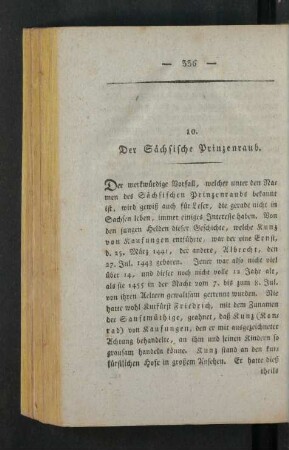 — 356 —
10.
Der Sächsische Prinzenraub.
Der merkwürdige Vorfall, welcher unter den Na-
men des Sächsischen Prinzenraubs bekannt
ist, wird gewiß auch für Leser, die gerade nicht in
Sachsen leben, immer einiges Interesse haben. Von
den jungen Helden dieser Geschichte, welche Kunz
von Kaufungen entführte, war der eine Ernst,
d. 25. März 1441, der andere, Albrecht, den
27. Jul. 1443 geboren. Jener war also nicht viel
über 14, und dieser noch nicht volle 12 Jahr alt,
als sie 1455 in der Nacht vom 7. bis zum 8. Jul.
von ihren Aeltern gewaltsam getrennt wurden. Nie
hatte wohl Kurfürst Friedrich, mit dem Zunamen
der Sanftmüthige, geahnet, daß Kunz (Kon-
rad) von Kaufungen, den er mit ausgezeichneter
Achtung behandelte, an ihm und seinen Kindern so
grausam handeln könne. Kunz stand an den kur-
fürstlichen Hofe in großem Ansehen. Er hatte dieß
theils